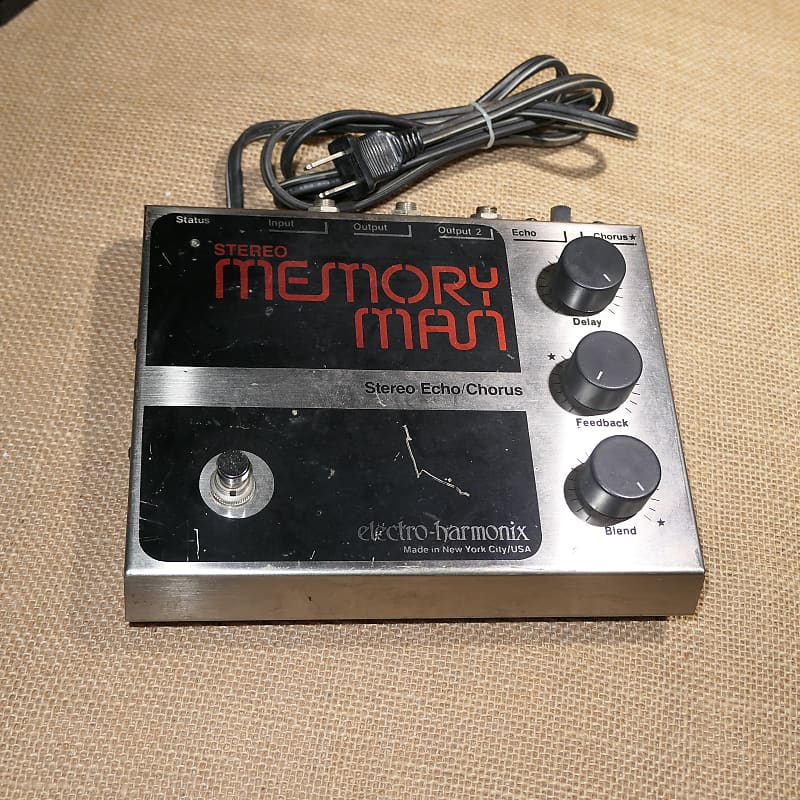 Status
Input
Output
Output 2
Echo
Chorus★
STEREO
MEMORY
MAN
Delay
Stereo Echo/Chorus
★
Feedback
electro-harmonix
Made in New York City/USA
★
Blend